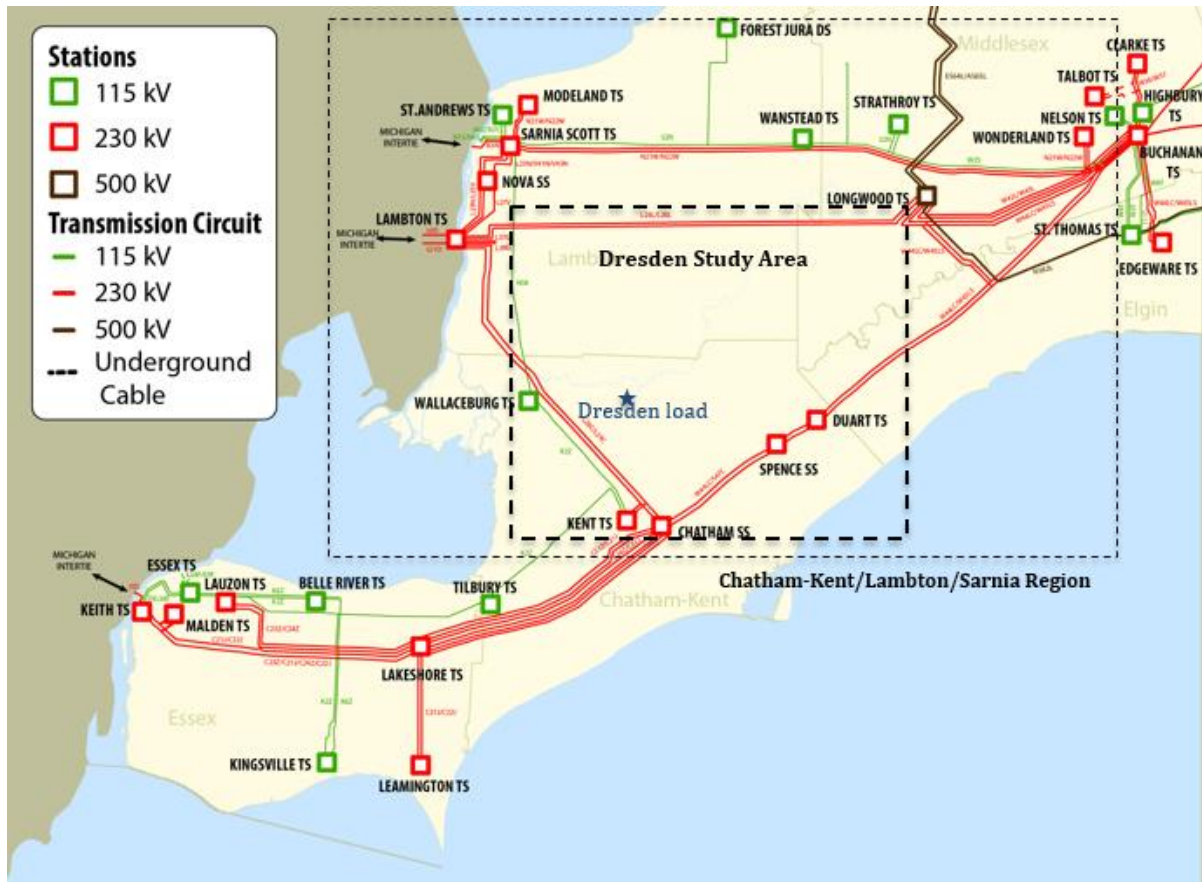 Stations
115 kV
230 kV
500 kV
Transmission Circuit
115 kV
230 kV
500 kV
Underground
Cable
FOREST JURA DS
Middlesex
CLARKE TS
TALBOT TS
HIGHBURY
TS
NELSON TS
WONDERLAND TS
BUCHANAN
TS
MODELAND TS
ST.ANDREWS TS
SARNIA SCOTT TS
MICHIGAN
INTERTIE
WANSTEAD TS
STRATHROY TS
NOVA SS
LONGWOOD TS
LAMBTON TS
MICHIGAN
INTERTIE
ST. THOMAS TS
EDGEWARE TS
Dresden Study Area
Elgin
WALLACEBURG TS
Dresden load
DUART TS
SPENCE SS
KENT TS
CHATHAM SS
Chatham-Kent/Lambton/Sarnia Region
MICHIGAN
INTERTIE
ESSEX TS
LAUZON TS
BELLE RIVER TS
TILBURY TS
Chatham-Kent
KEITH TS
MALDEN TS
LAKESHORE TS
Essex
KINGSVILLE TS
LEAMINGTON TS